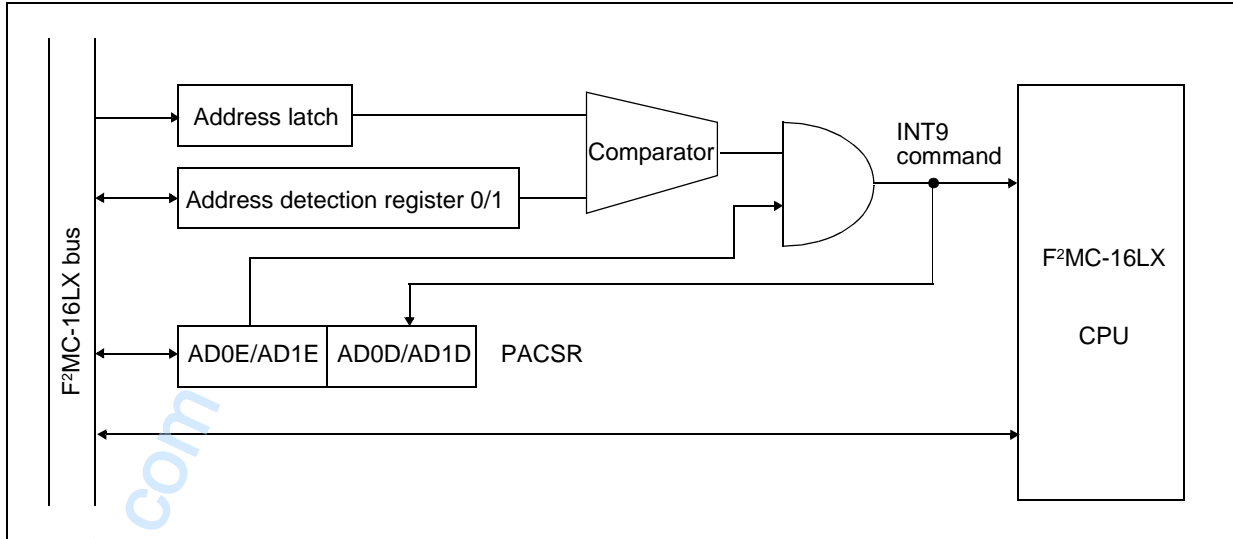 Address latch
Comparator
INT9
command
Address detection register 0/1
F²MC-16LX bus
F²MC-16LX
CPU
AD0E/AD1E
AD0D/AD1D
PACSR
com